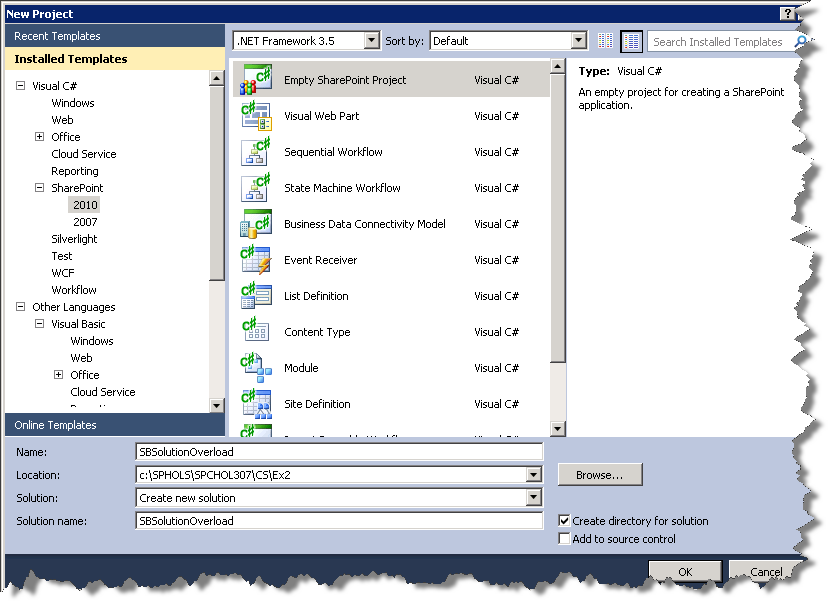 New Project
?
Recent Templates
Installed Templates
Visual C#
Windows
Web
Office
Cloud Service
Reporting
SharePoint
2010
2007
Silverlight
Test
WCF
Workflow
Other Languages
Visual Basic
Windows
Web
Office
Cloud Service
Online Templates
.NET Framework 3.5
Sort by: Default
Search Installed Templates
Empty SharePoint Project Visual C#
Visual Web Part Visual C#
Sequential Workflow Visual C#
State Machine Workflow Visual C#
Business Data Connectivity Model Visual C#
Event Receiver Visual C#
List Definition Visual C#
Content Type Visual C#
Module Visual C#
Site Definition Visual C#
Type: Visual C#
An empty project for creating a SharePoint
application.
Name: SBSolutionOverload
Location: c:\SPHOLS\SPCHOL307\CS\Ex2
Browse...
Solution: Create new solution
Solution name: SBSolutionOverload
Create directory for solution
Add to source control
OK
Cancel